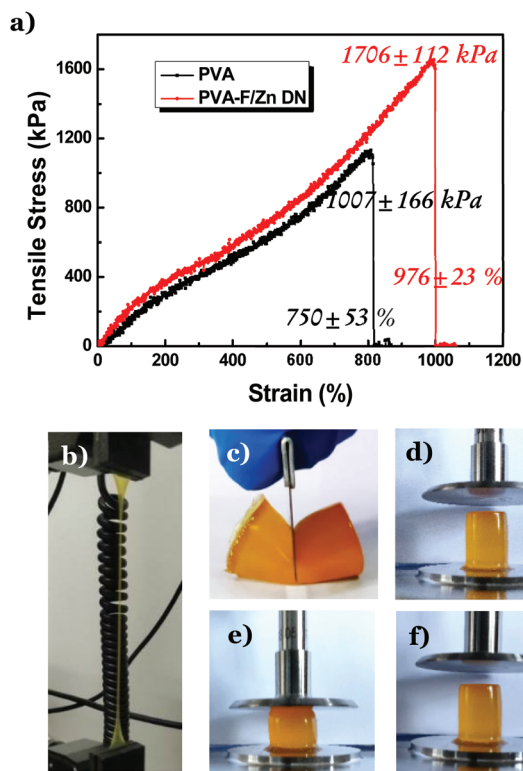 a)
1706±112 kPa
1600
PVA
PVA-F/Zn DN
1200
1007±166 kPa
800
976±23 %
400
750±53 %
0
0 200 400 600 800 1000 1200
Tensile Stress (kPa)
Strain (%)
b)
c)
d)
e)
f)